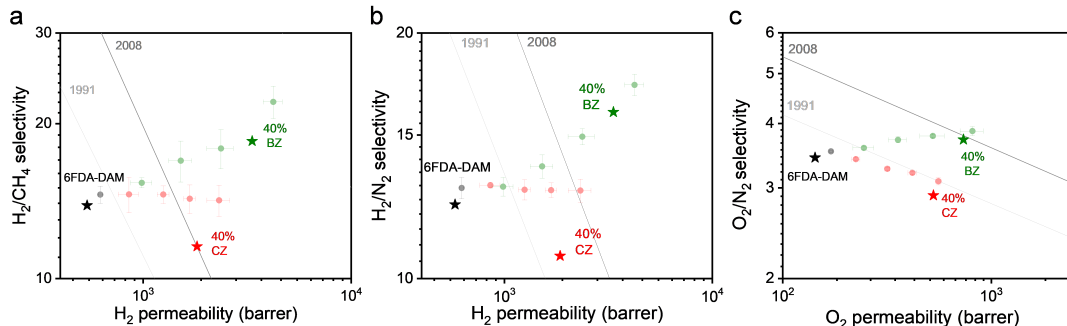 a
30
20
10
H2/CH4 selectivity
1991
2008
6FDA-DAM
40%
BZ
40%
CZ
10³
10⁴
H2 permeability (barrer)
b
20
15
10
H2/N2 selectivity
1991
2008
6FDA-DAM
40%
BZ
40%
CZ
10³
10⁴
H2 permeability (barrer)
c
6
5
4
3
2
O2/N2 selectivity
2008
1991
6FDA-DAM
40%
BZ
40%
CZ
10²
10³
O2 permeability (barrer)